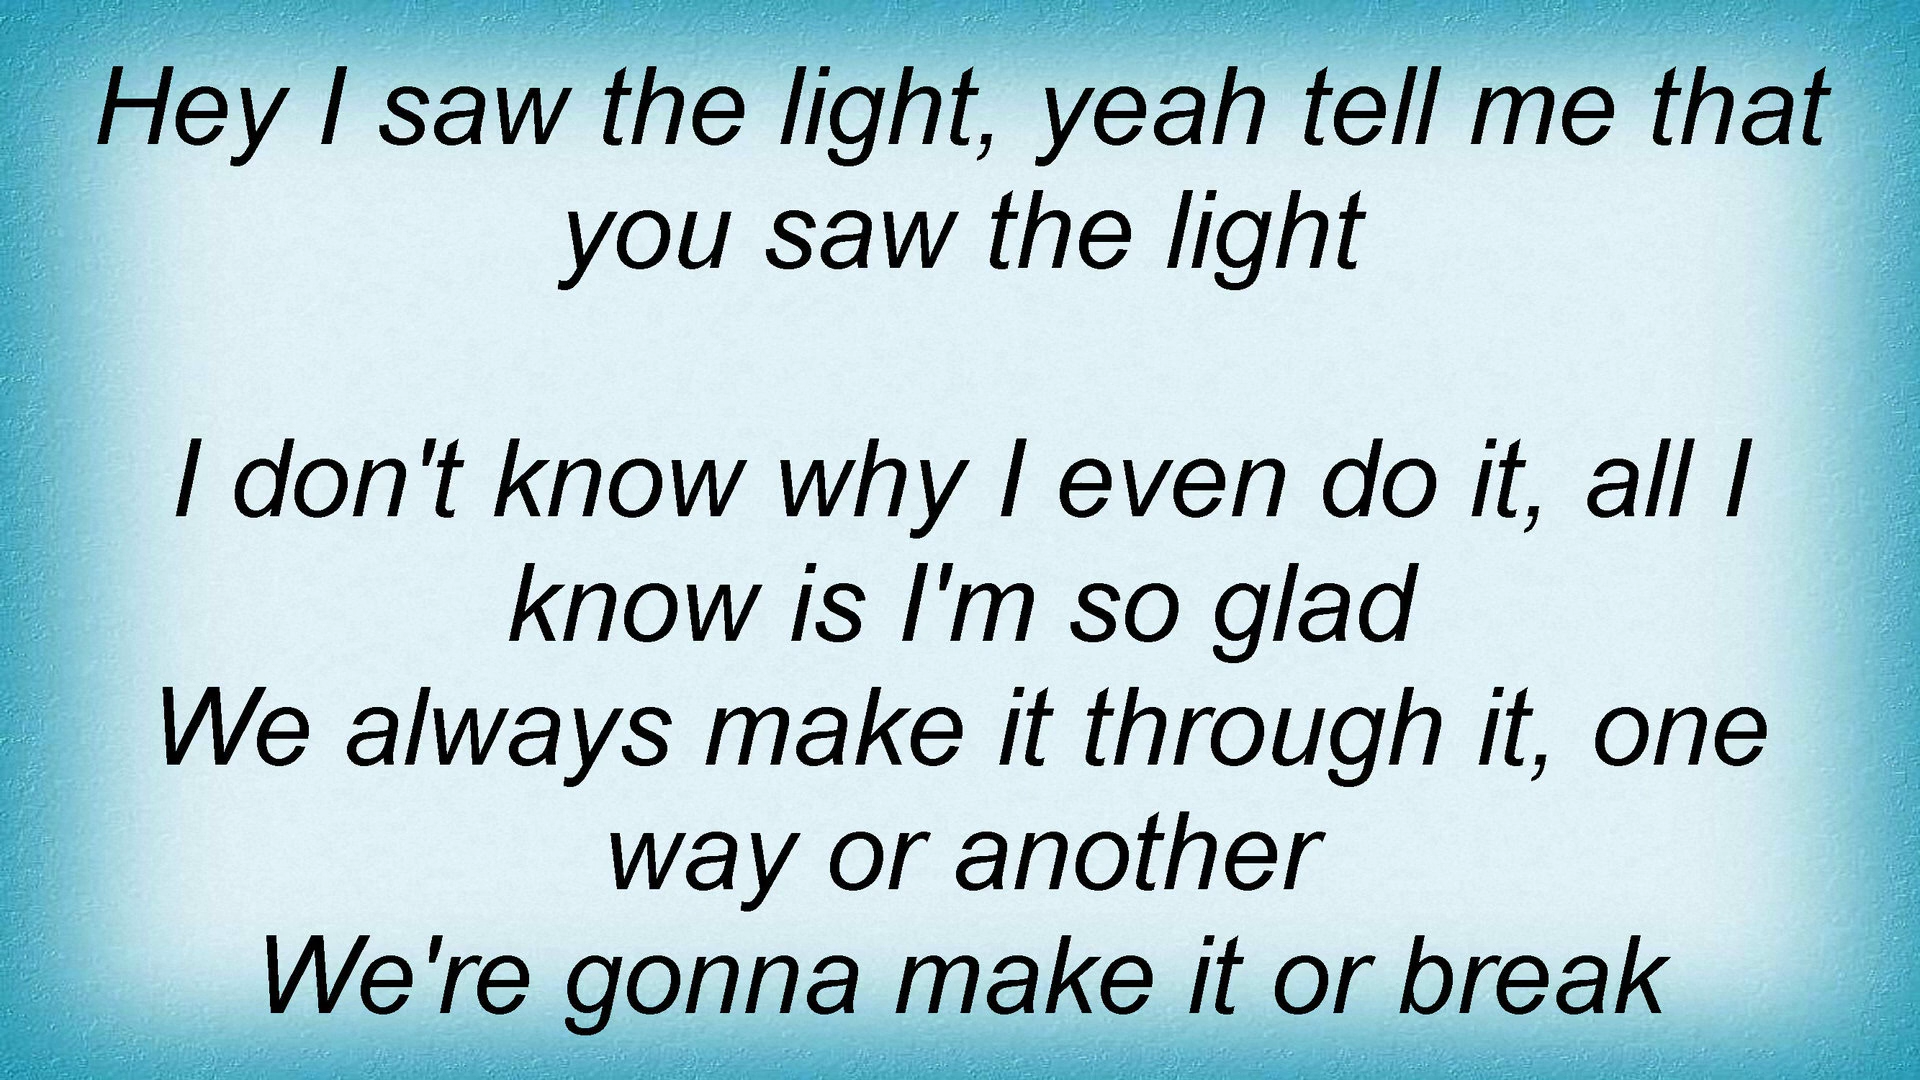 Hey I saw the light, yeah tell me that
you saw the light
I don't know why I even do it, all I
know is I'm so glad
We always make it through it, one
way or another
We're gonna make it or break